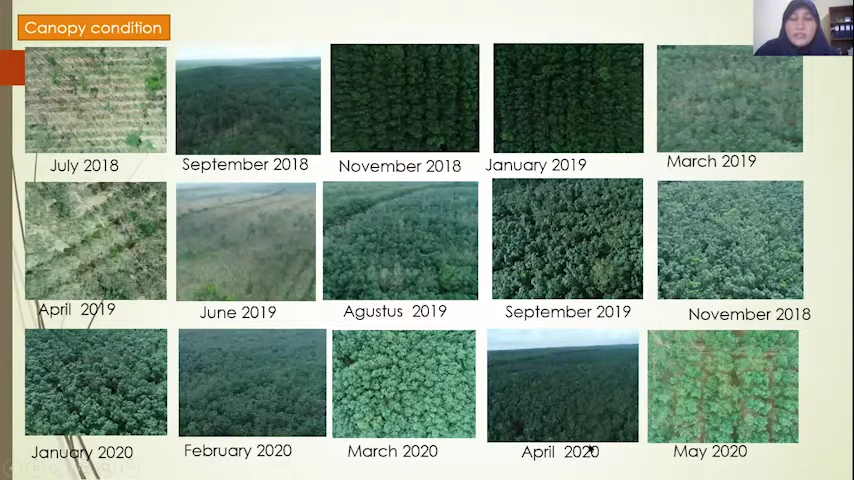 Canopy condition
July 2018
September 2018
November 2018
January 2019
March 2019
April 2019
June 2019
Agustus 2019
September 2019
November 2018
January 2020
February 2020
March 2020
April 2020
May 2020